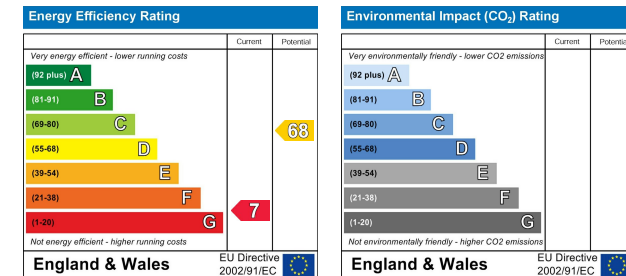 Energy Efficiency Rating
Current Potential
Very energy efficient - lower running costs
(92 plus) A
(81-91) B
(69-80) C
(55-68) D
(39-54) E
(21-38) F
(1-20) G
68
7
Not energy efficient - higher running costs
England & Wales
EU Directive
2002/91/EC
Environmental Impact (CO₂) Rating
Current Potential
Very environmentally friendly - lower CO2 emissions
(92 plus) A
(81-91) B
(69-80) C
(55-68) D
(39-54) E
(21-38) F
(1-20) G
Not environmentally friendly - higher CO2 emissions
England & Wales
EU Directive
2002/91/EC